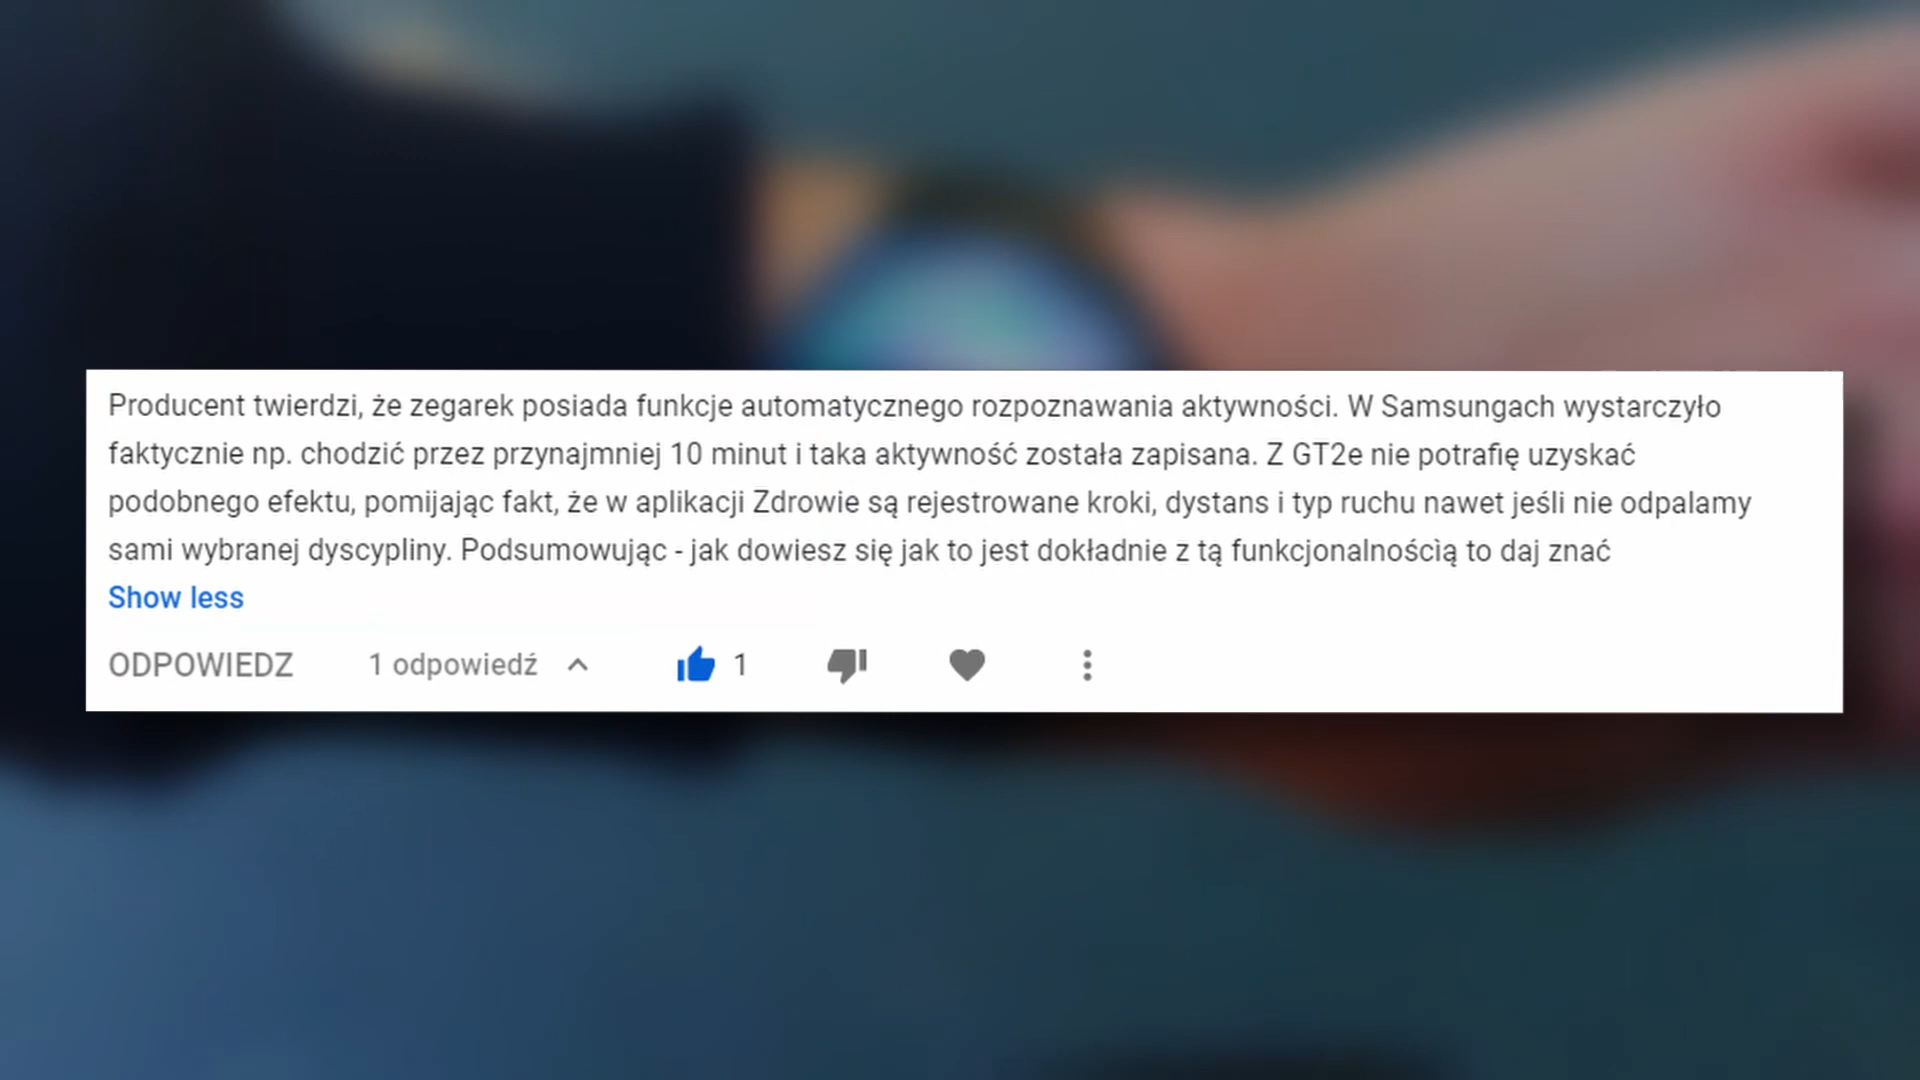 Producent twierdzi, że zegarek posiada funkcje automatycznego rozpoznawania aktywności. W Samsungach wystarczyło
faktycznie np. chodzić przez przynajmniej 10 minut i taka aktywność została zapisana. Z GT2e nie potrafię uzyskać
podobnego efektu, pomijając fakt, że w aplikacji Zdrowie są rejestrowane kroki, dystans i typ ruchu nawet jeśli nie odpalamy
sami wybranej dyscypliny. Podsumowując - jak dowiesz się jak to jest dokładnie z tą funkcjonalnoścìą to daj znać
Show less
ODPOWIEDZ 1 odpowiedź 1